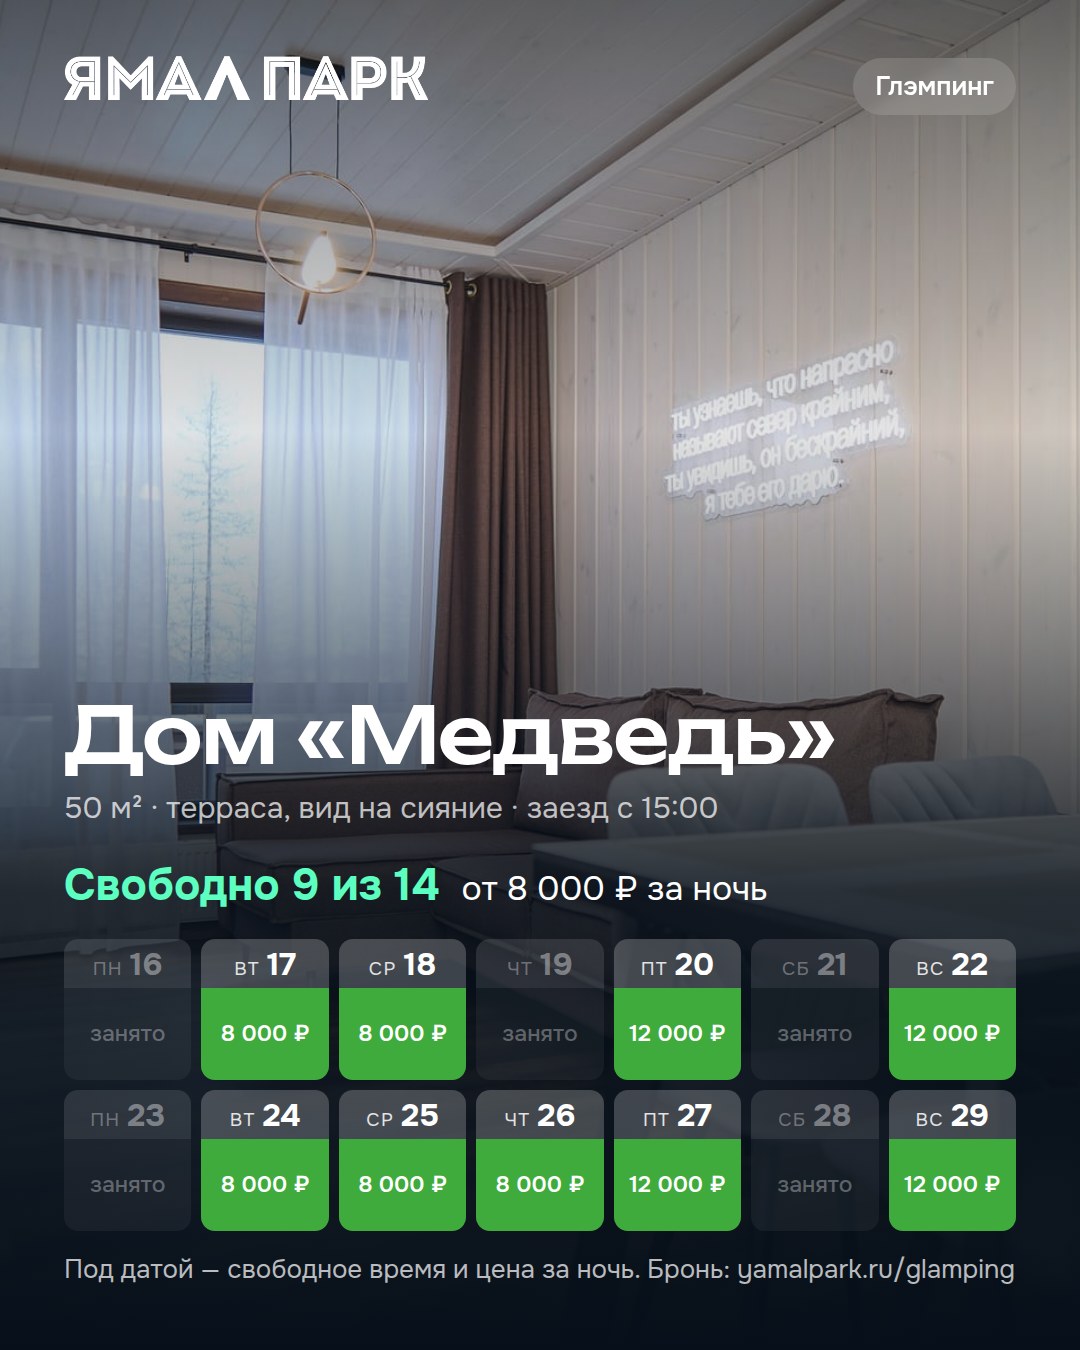 ЯМАЛ ПАРК
Глэмпинг
ты узнаешь, что напрасно
называют север крайним,
ты увидишь, он бескрайний,
я тебе его дарю.
Дом «Медведь»
50 м² · терраса, вид на сияние · заезд с 15:00
Свободно 9 из 14 от 8 000 ₽ за ночь
ПН 16 ВТ 17 СР 18 ЧТ 19 ПТ 20 СБ 21 ВС 22
занято 8 000 ₽ 8 000 ₽ занято 12 000 ₽ занято 12 000 ₽
ПН 23 ВТ 24 СР 25 ЧТ 26 ПТ 27 СБ 28 ВС 29
занято 8 000 ₽ 8 000 ₽ 8 000 ₽ 12 000 ₽ занято 12 000 ₽
Под датой — свободное время и цена за ночь. Бронь: yamalpark.ru/glamping